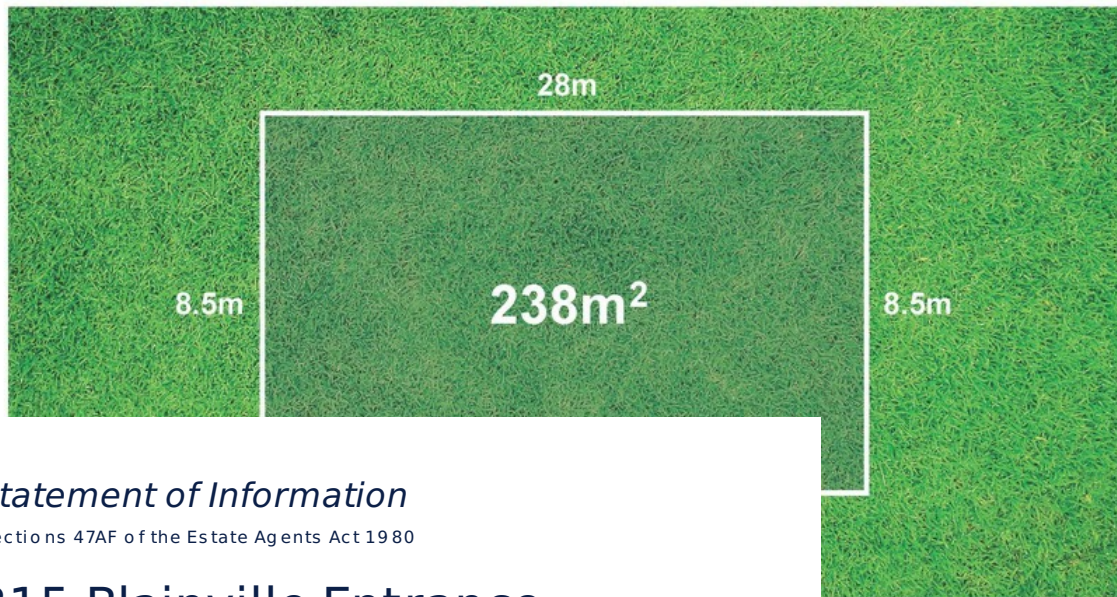 28m
8.5m
238m²
8.5m
tatement of Information
ections 47AF of the Estate Agents Act 1980
315 Plainville Entrance